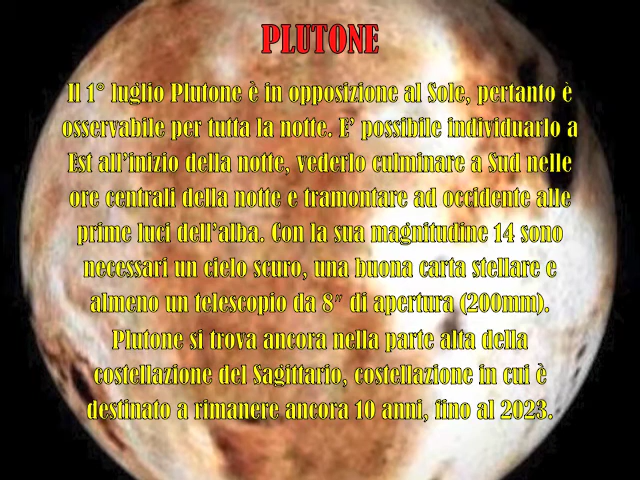 PLUTONE
Il 1° luglio Plutone è in opposizione al Sole, pertanto è
osservabile per tutta la notte. E’ possibile individuarlo a
Est all’inizio della notte, vederlo culminare a Sud nelle
ore centrali della notte e tramontare ad occidente alle
prime luci dell’alba. Con la sua magnitudine 14 sono
necessari un cielo scuro, una buona carta stellare e
almeno un telescopio da 8” di apertura (200mm).
Plutone si trova ancora nella parte alta della
costellazione del Sagittario, costellazione in cui è
destinato a rimanere ancora 10 anni, fino al 2023.